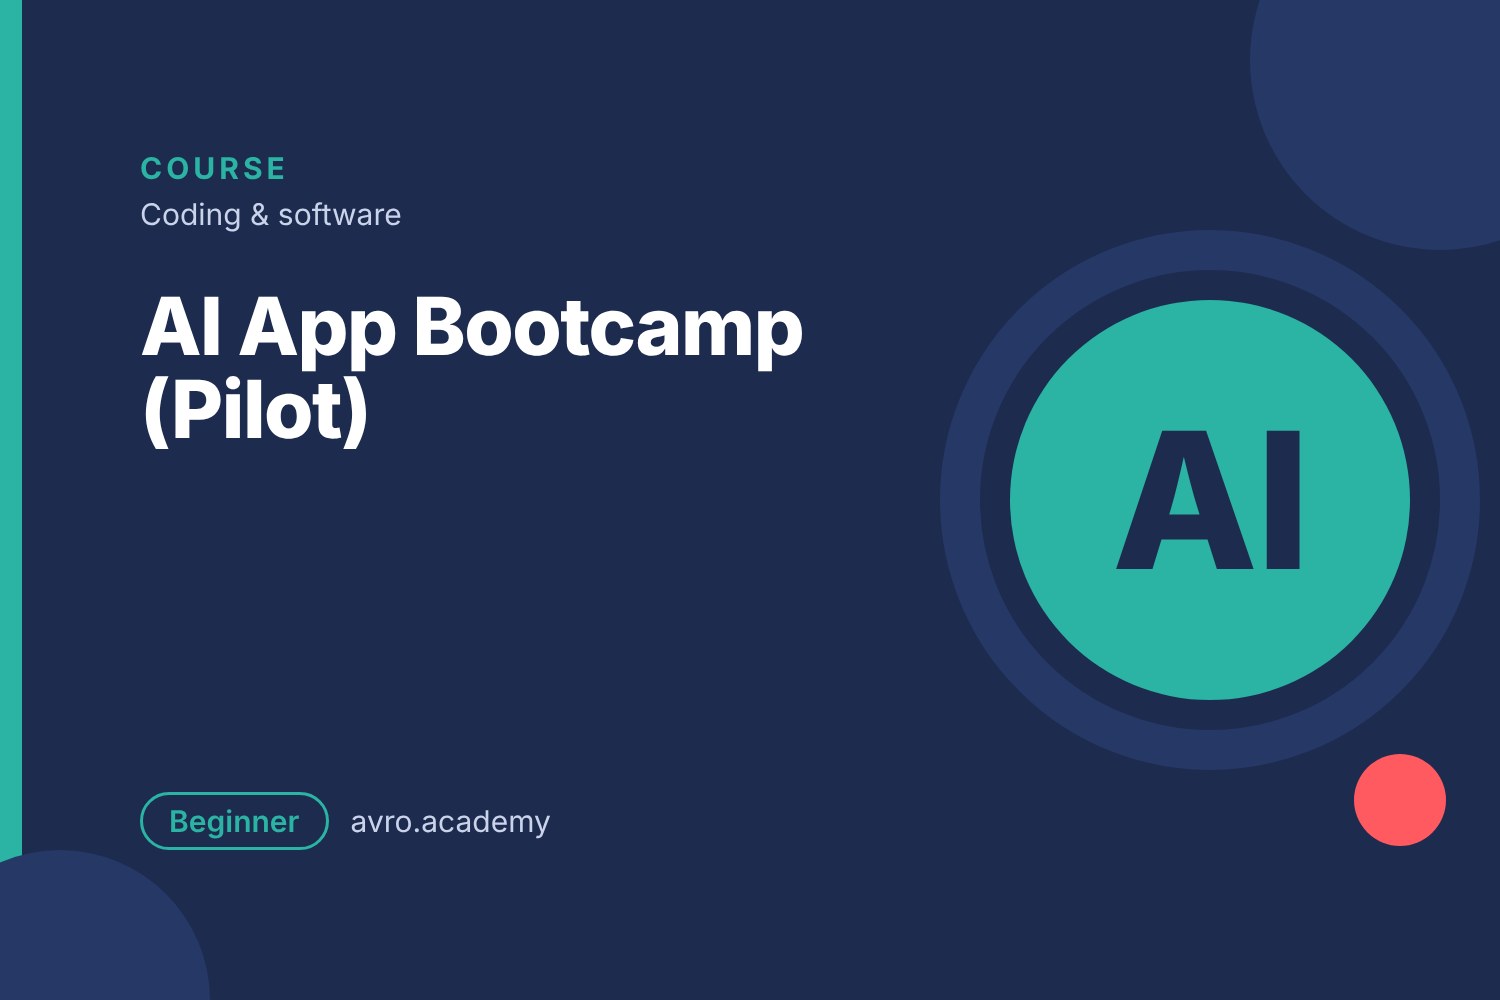 COURSE
Coding & software
AI App Bootcamp
(Pilot)
AI
Beginner
avro.academy